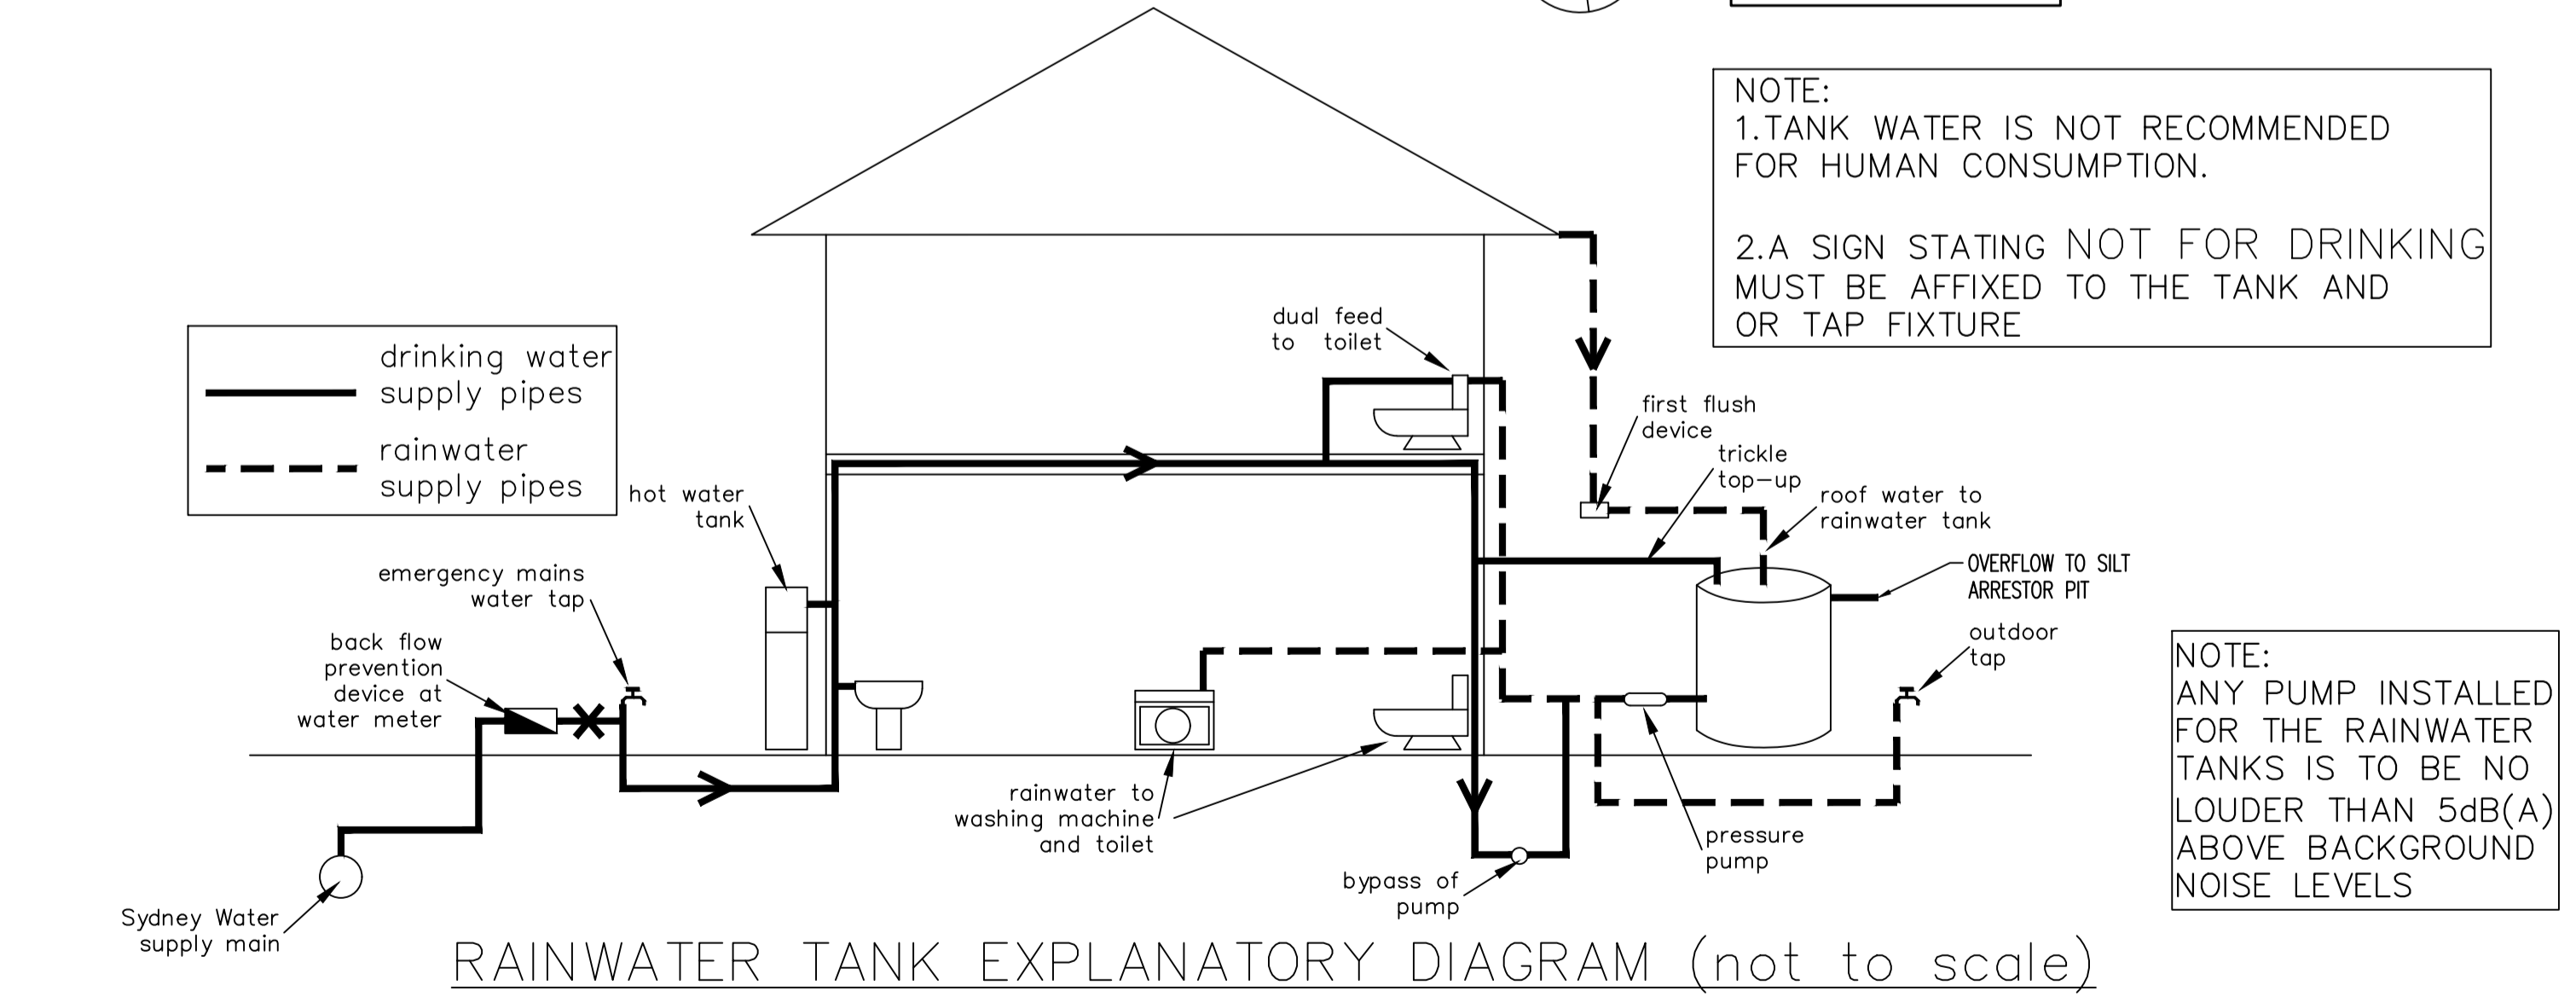 NOTE:
1.TANK WATER IS NOT RECOMMENDED
FOR HUMAN CONSUMPTION.
2.A SIGN STATING NOT FOR DRINKING
MUST BE AFFIXED TO THE TANK AND
OR TAP FIXTURE
drinking water
supply pipes
rainwater
supply pipes
dual feed
to toilet
first flush
device
trickle
top-up
roof water to
rainwater tank
hot water
tank
OVERFLOW TO SILT
ARRESTOR PIT
emergency mains
water tap
outdoor
tap
back flow
prevention
device at
water meter
NOTE:
ANY PUMP INSTALLED
FOR THE RAINWATER
TANKS IS TO BE NO
LOUDER THAN 5dB(A)
ABOVE BACKGROUND
NOISE LEVELS
rainwater to
washing machine
and toilet
pressure
pump
bypass of
pump
Sydney Water
supply main
RAINWATER TANK EXPLANATORY DIAGRAM (not to scale)